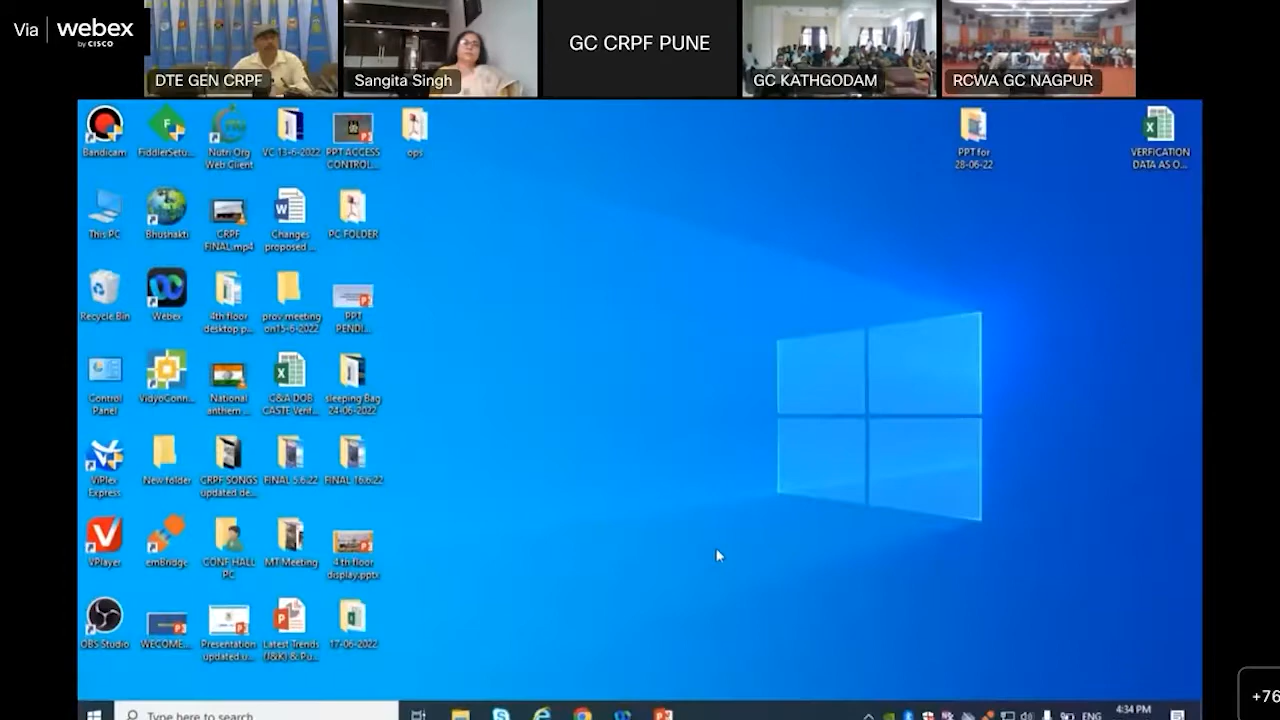 Via webex
by CISCO
DTE GEN CRPF
Sangita Singh
GC CRPF PUNE
GC KATHGODAM
RCWA GC NAGPUR
Bandicam
FiddlerSetu...
Nutri Org
Web Client
VC 13-6-2022
PPT ACCESS
CONTROL...
ops
PPT for
28-06-22
VERFICATION
DATA AS O...
This PC
Bhushakti
CRPF
FINAL.mp4
Changes
proposed ...
PC FOLDER
Recycle Bin
Webex
4th floor
desktop p...
prov.meeting
on15-6-2022
PPT
PENDI...
Control
Panel
VidyoConn...
National
anthem...
C&A DOB
CASTE Verif...
sleeping Bag
24-06-2022
ViPlex
Express
New folder
CRPF SONGS
updated de...
FINAL 5.6.22
FINAL 16.6.22
VPlayer
emBridge
CONF HALL
PC
MT Meeting
4 th floor
display.pptx
OBS Studio
WECOME...
Presentation
updated u...
Latest Trends
(J&K) & Pu...
17-06-2022
+76
Type here to search
ENG
4:34 PM